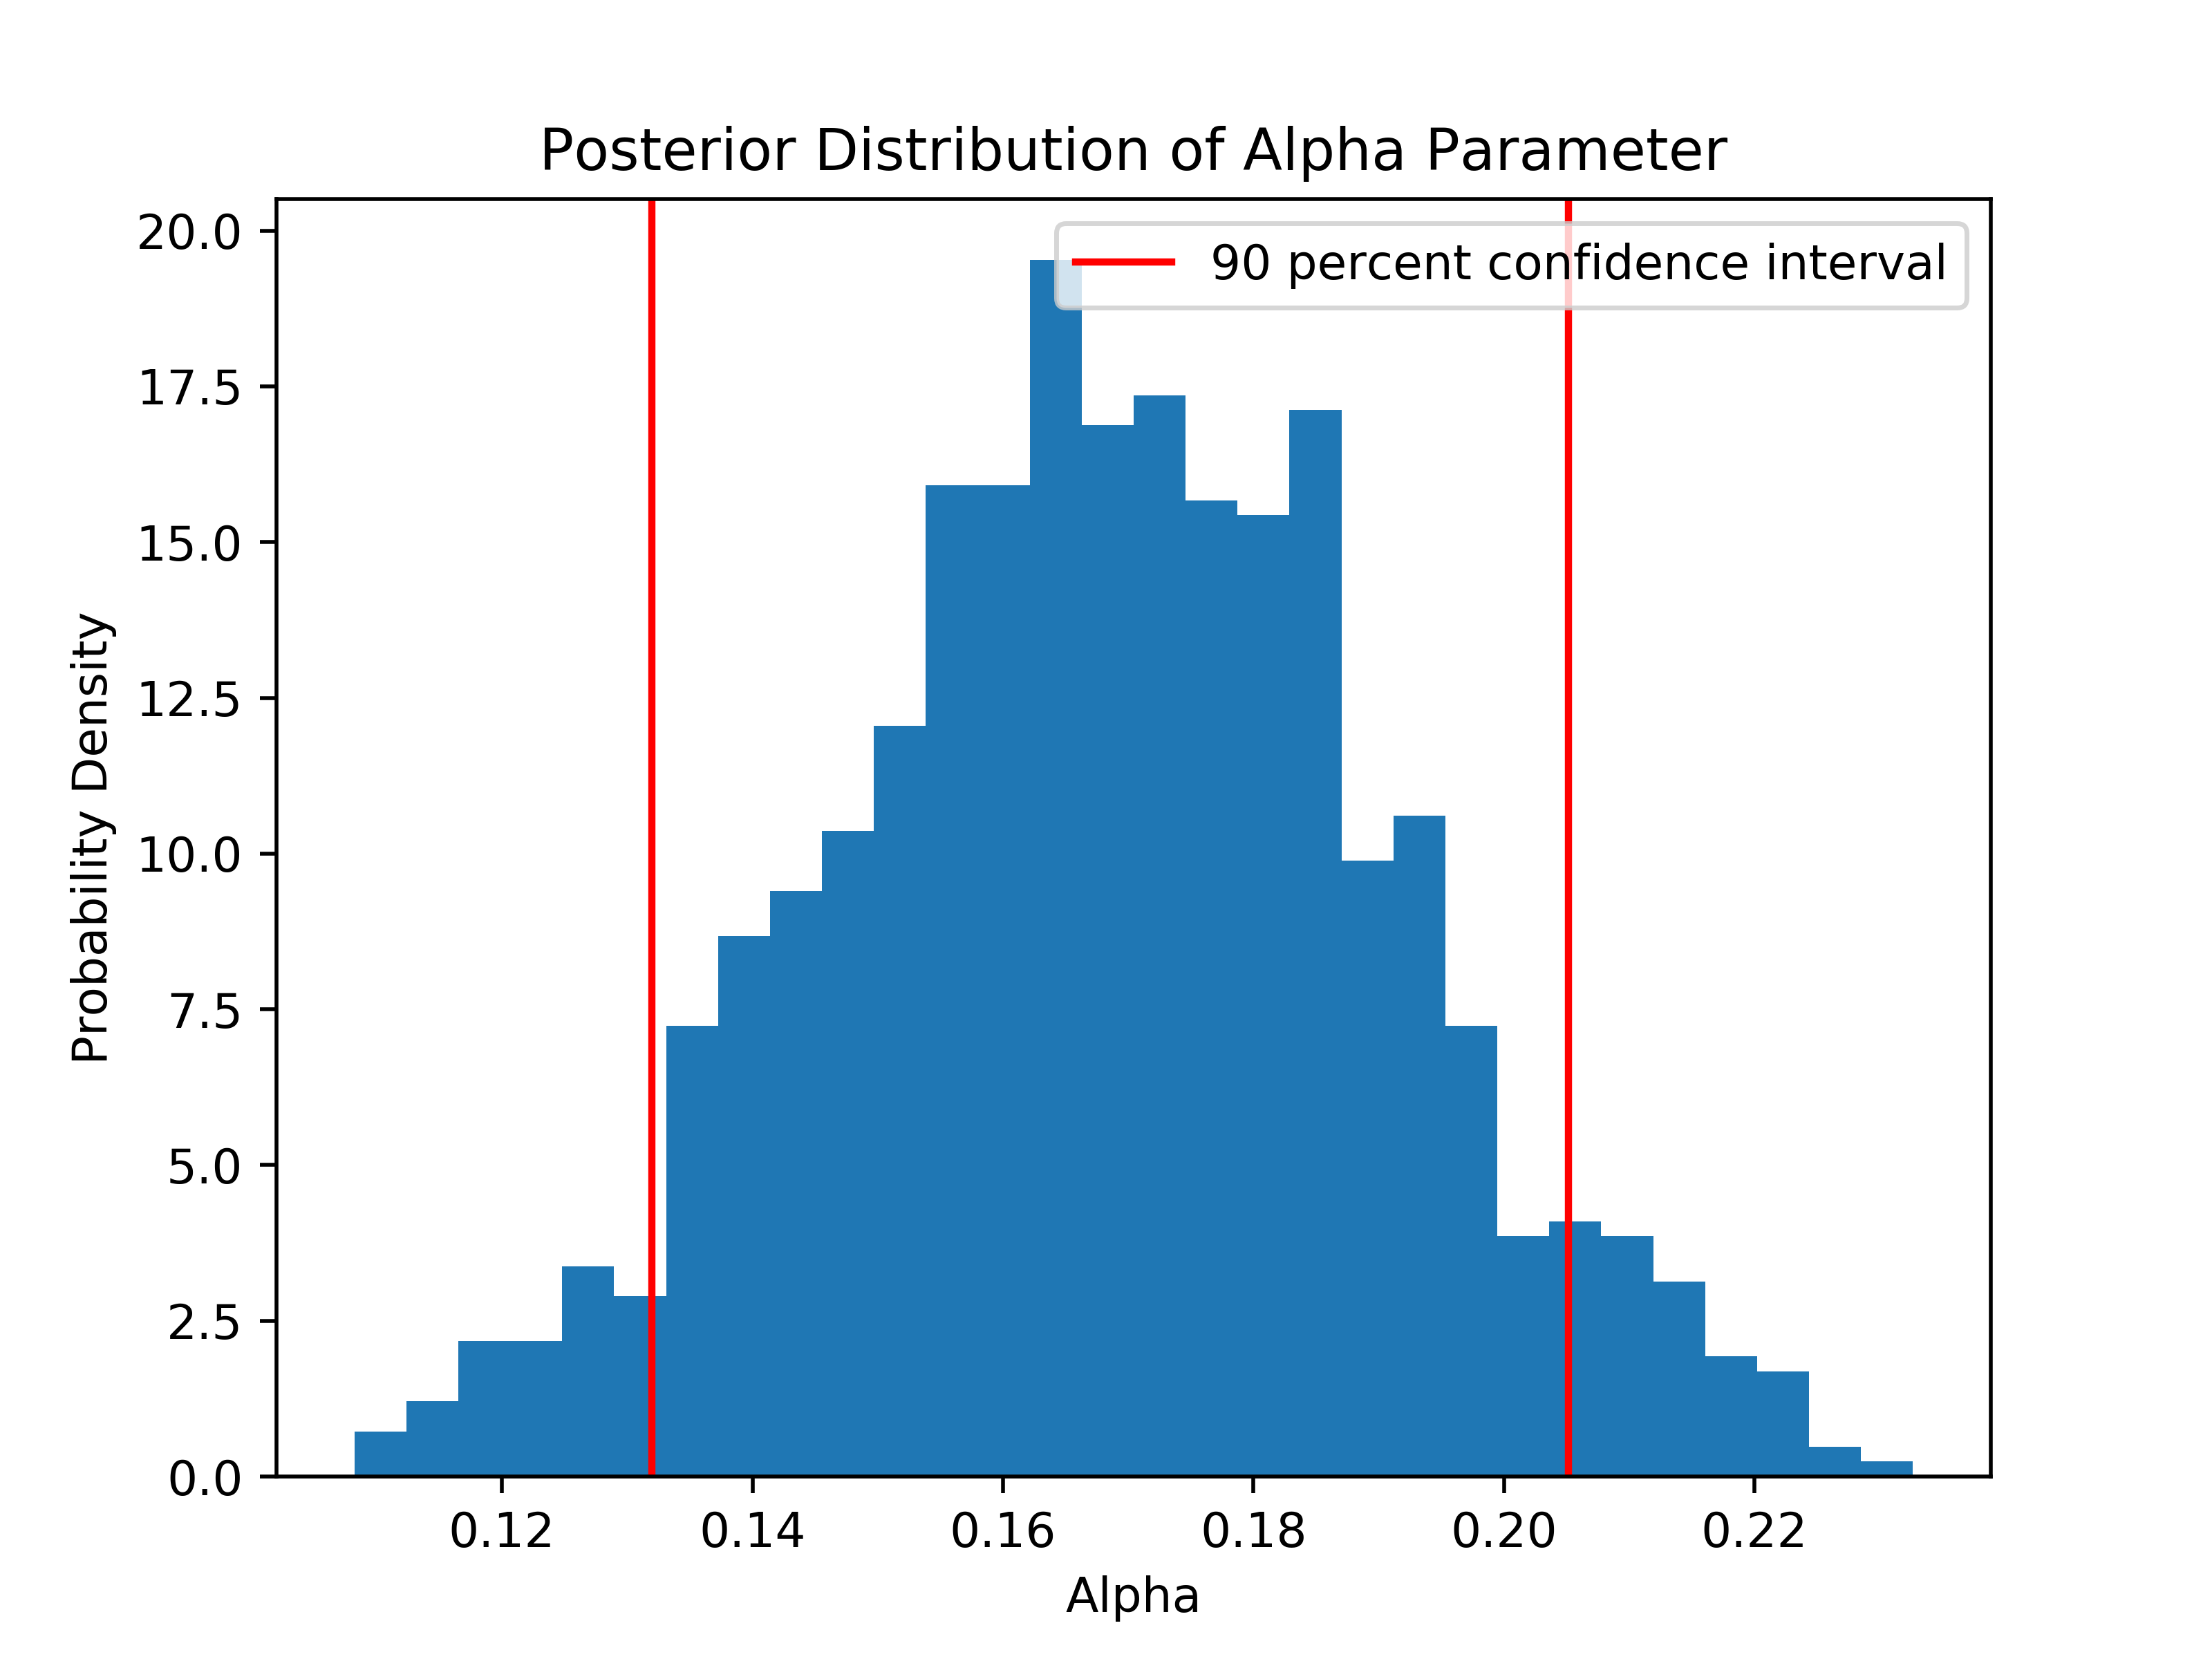 Posterior Distribution of Alpha Parameter
90 percent confidence interval
20.0
17.5
15.0
12.5
10.0
7.5
5.0
2.5
0.0
Probability Density
0.12 0.14 0.16 0.18 0.20 0.22
Alpha